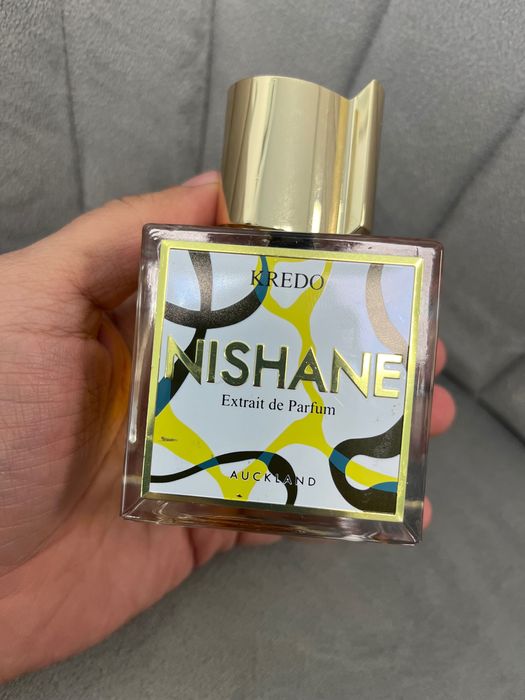 KREDO
NISHANE
Extrait de Parfum
AUCKLAND